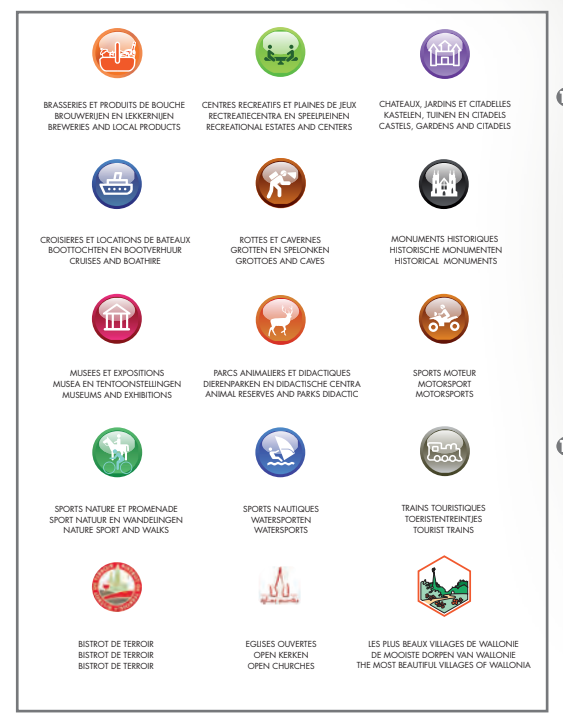 BRASSERIES ET PRODUITS DE BOUCHE
BROUWERIJEN EN LEKKERNIJEN
BREWERIES AND LOCAL PRODUCTS
CENTRES RECREATIFS ET PLAINES DE JEUX
RECTREATIECENTRA EN SPEELPLEINEN
RECREATIONAL ESTATES AND CENTERS
CHATEAUX, JARDINS ET CITADELLES
KASTELEN, TUINEN EN CITADELS
CASTELS, GARDENS AND CITADELS
CROISIERES ET LOCATIONS DE BATEAUX
BOOTTOCHTEN EN BOOTVERHUUR
CRUISES AND BOATHIRE
ROTTES ET CAVERNES
GROTTEN EN SPELONKEN
GROTTOES AND CAVES
MONUMENTS HISTORIQUES
HISTORISCHE MONUMENTEN
HISTORICAL MONUMENTS
MUSEES ET EXPOSITIONS
MUSEA EN TENTOONSTELLINGEN
MUSEUMS AND EXHIBITIONS
PARCS ANIMALIERS ET DIDACTIQUES
DIERENPARKEN EN DIDACTISCHE CENTRA
ANIMAL RESERVES AND PARKS DIDACTIC
SPORTS MOTEUR
MOTORSPORT
MOTORSPORTS
SPORTS NATURE ET PROMENADE
SPORT NATUUR EN WANDELINGEN
NATURE SPORT AND WALKS
SPORTS NAUTIQUES
WATERSPORTEN
WATERSPORTS
TRAINS TOURISTIQUES
TOERISTENTREINTJES
TOURIST TRAINS
BISTROT DE TERROIR
BISTROT DE TERROIR
BISTROT DE TERROIR
EGLISES OUVERTES
OPEN KERKEN
OPEN CHURCHES
LES PLUS BEAUX VILLAGES DE WALLONIE
DE MOOISTE DORPEN VAN WALLONIE
THE MOST BEAUTIFUL VILLAGES OF WALLONIA